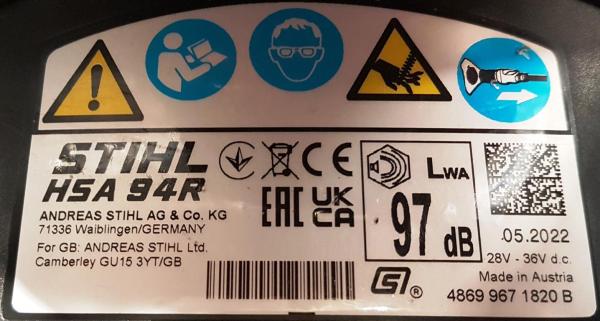 STIHL
HSA 94R
ANDREAS STIHL AG & Co. KG
71336 Waiblingen/GERMANY
For GB: ANDREAS STIHL Ltd.
Camberley GU15 3YT/GB
CE
EAC
UK
CA
LWA
97 dB
.05.2022
28V - 36V d.c.
Made in Austria
®
4869 967 1820 B